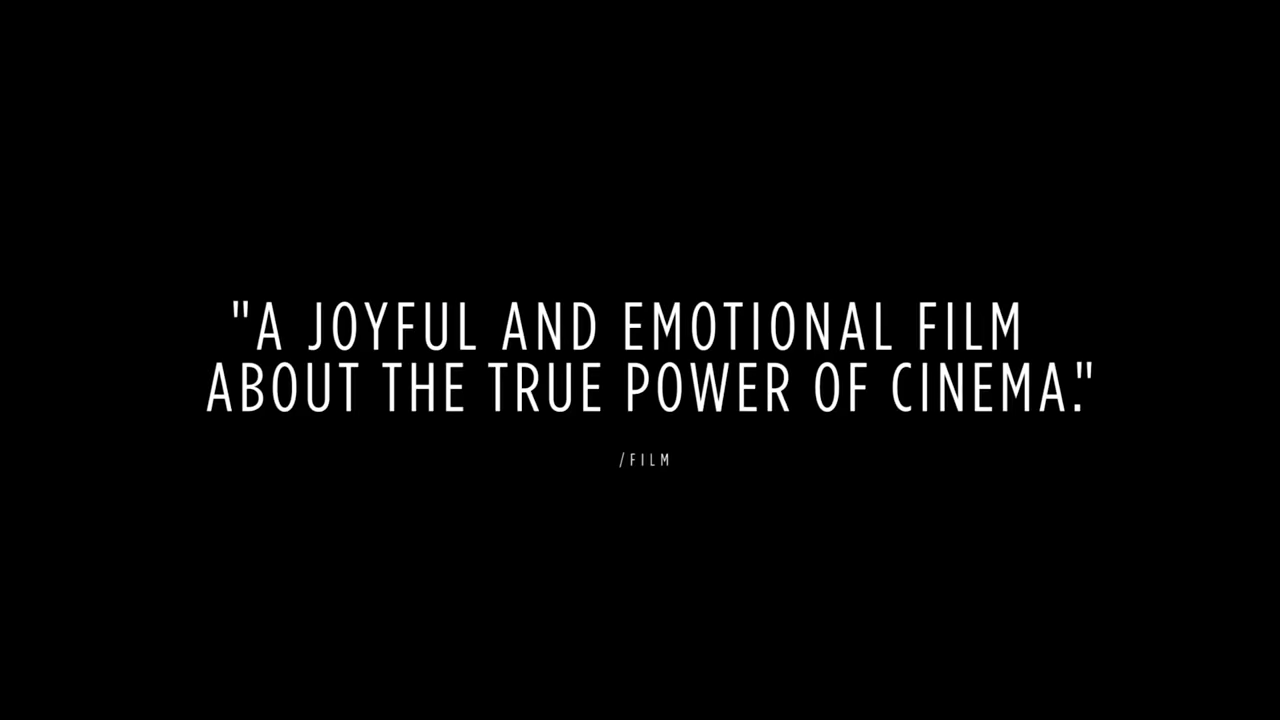 "A JOYFUL AND EMOTIONAL FILM
ABOUT THE TRUE POWER OF CINEMA."
/FILM